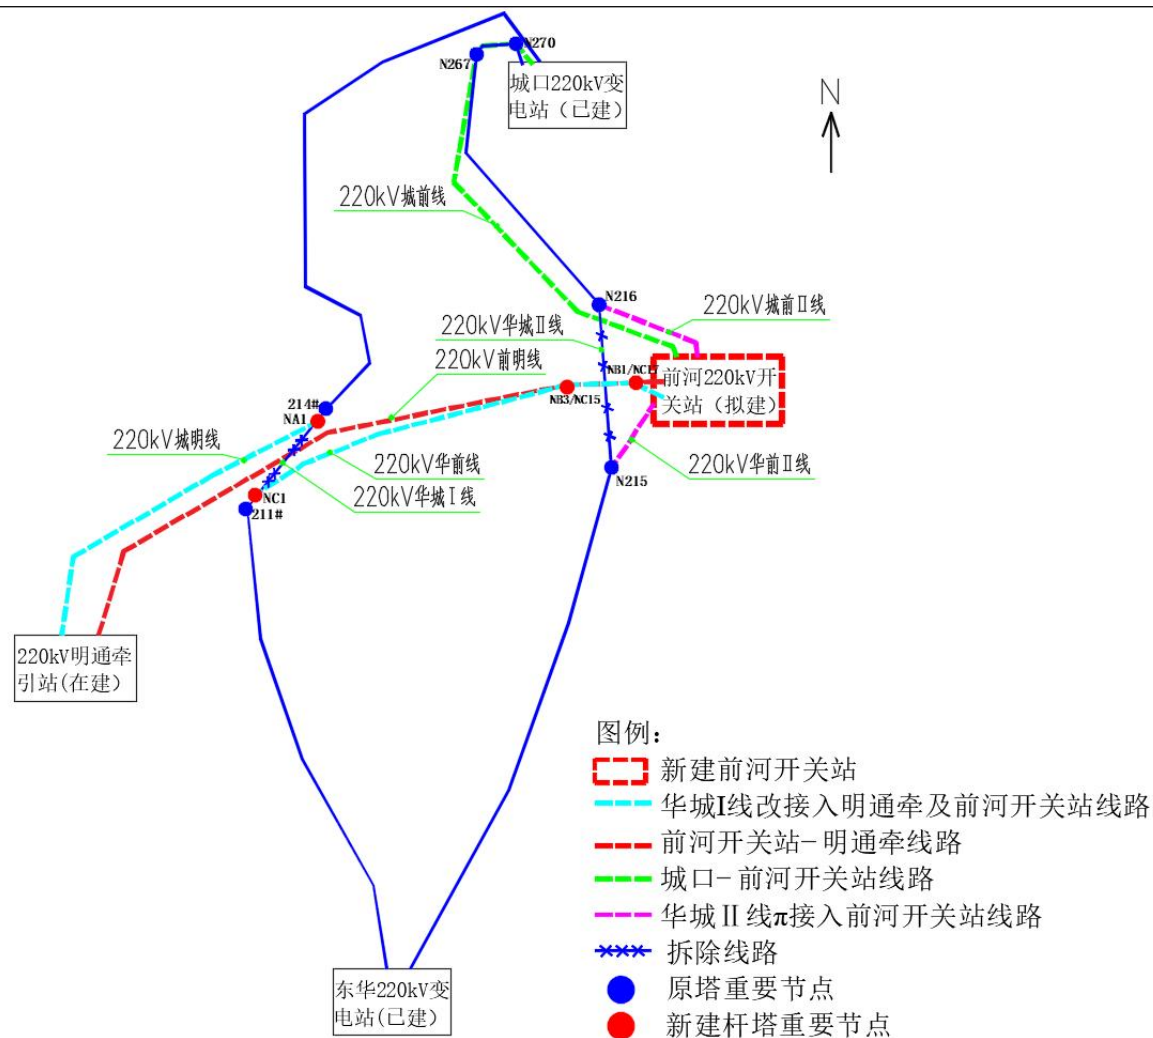 N270
N267
城口220kV变
电站（已建）
N
220kV城前线
N216
220kV城前Ⅱ线
220kV华城Ⅱ线
220kV前明线
NB1/NC17
前河220kV开
关站（拟建）
NB3/NC15
214#
NA1
220kV城明线
220kV华前线
220kV华前Ⅱ线
N215
220kV华城Ⅰ线
NC1
211#
220kV明通牵
引站(在建）
图例：
新建前河开关站
华城I线改接入明通牵及前河开关站线路
前河开关站-明通牵线路
城口-前河开关站线路
华城Ⅱ线π接入前河开关站线路
拆除线路
原塔重要节点
新建杆塔重要节点
东华220kV变
电站(已建）